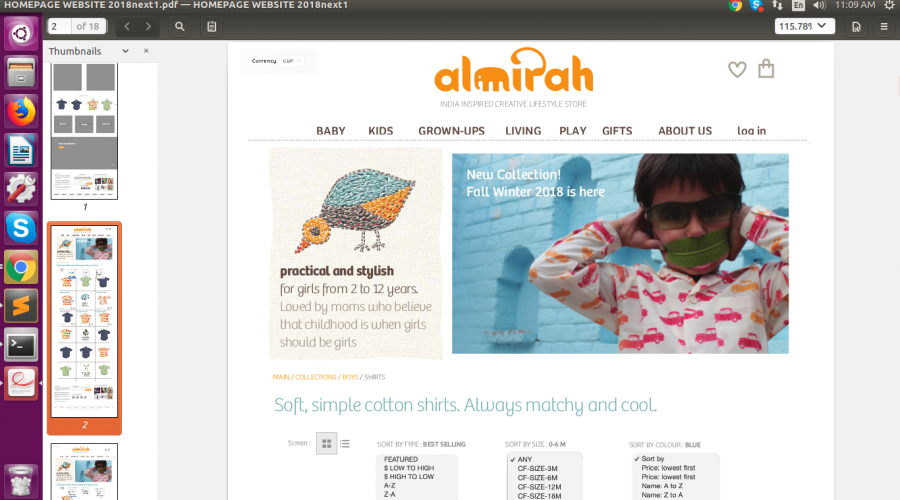 HOMEPAGE WEBSITE 2018next1.pdf — HOMEPAGE WEBSITE 2018next1
En
11:09 AM
2
of 18
115.78%
Thumbnails
1
2
Currency : GBP
almirah
INDIA INSPIRED CREATIVE LIFESTYLE STORE
BABY KIDS GROWN-UPS LIVING PLAY GIFTS ABOUT US log in
New Collection!
Fall Winter 2018 is here
practical and stylish
for girls from 2 to 12 years.
Loved by moms who believe
that childhood is when girls
should be girls
MAIN / COLLECTIONS / BOYS / SHIRTS
Soft, simple cotton shirts. Always matchy and cool.
Screen :
SORT BY TYPE : BEST SELLING
FEATURED
$ LOW TO HIGH
$ HIGH TO LOW
A-Z
Z-A
SORT BY SIZE : 0-6 M
✓ ANY
CF-SIZE-3M
CF-SIZE-6M
CF-SIZE-12M
CF-SIZE-18M
SORT BY COLOUR : BLUE
✓ Sort by
Price: lowest first
Price: lowest first
Name: A to Z
Name: Z to A